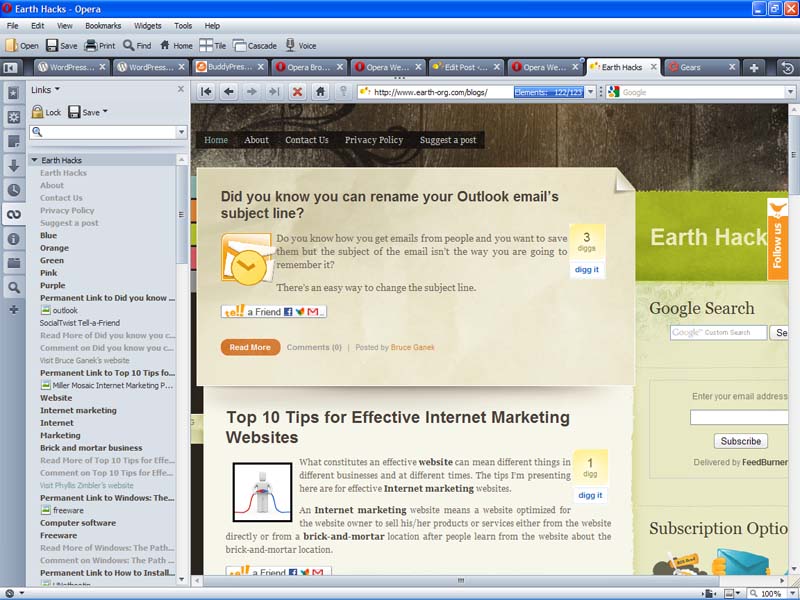 Earth Hacks - Opera
File Edit View Bookmarks Widgets Tools Help
Open Save Print Find Home Tile Cascade Voice
WordPress... WordPress... BuddyPres... Opera Bro... Opera We... Edit Post ‹... Opera We... Earth Hacks Gears
Links
Lock Save
http://www.earth-org.com/blogs/ Elements: 122/123 Google
Earth Hacks
Earth Hacks
About
Contact Us
Privacy Policy
Suggest a post
Blue
Orange
Green
Pink
Purple
Permanent Link to Did you know ...
outlook
SocialTwist Tell-a-Friend
Read More of Did you know you c...
Comment on Did you know you c...
Visit Bruce Ganek's website
Permanent Link to Top 10 Tips fo...
Miller Mosaic Internet Marketing P...
Website
Internet marketing
Internet
Marketing
Brick and mortar business
Read More of Top 10 Tips for Effe...
Comment on Top 10 Tips for Effe...
Visit Phyllis Zimbler's website
Permanent Link to Windows: The...
freeware
Computer software
Freeware
Read More of Windows: The Path...
Comment on Windows: The Path...
Permanent Link to How to Install...
Home About Contact Us Privacy Policy Suggest a post
Did you know you can rename your Outlook email's
subject line?
Do you know how you get emails from people and you want to save
them but the subject of the email isn't the way you are going to
remember it?
There's an easy way to change the subject line.
3
diggs
digg it
tell a Friend
Read More Comments (0) | Posted by Bruce Ganek
Top 10 Tips for Effective Internet Marketing
Websites
What constitutes an effective website can mean different things in
different businesses and at different times. The tips I'm presenting
here are for effective Internet marketing websites.
An Internet marketing website means a website optimized for
the website owner to sell his/her products or services either from the website
directly or from a brick-and-mortar location after people learn from the website about the
brick-and-mortar location.
1
digg
digg it
tell a Friend
Earth Hack
Follow us
Google Search
Google™ Custom Search Se
Enter your email address
Subscribe
Delivered by FeedBurner
Subscription Optio
RSS
100%